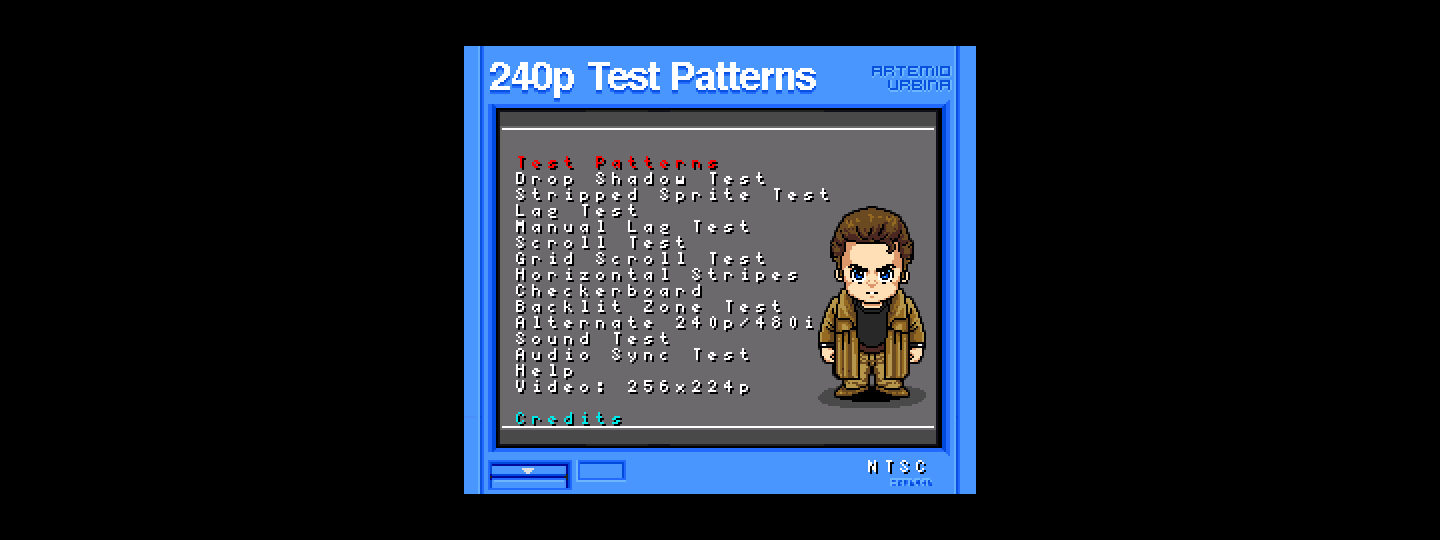 240p Test Patterns
ARTEMIO
URBINA
Test Patterns
Drop Shadow Test
Stripped Sprite Test
Lag Test
Manual Lag Test
Scroll Test
Grid Scroll Test
Horizontal Stripes
Checkerboard
Backlit Zone Test
Alternate 240p/480i
Sound Test
Audio Sync Test
Help
Video: 256x224p
Credits
NTSC